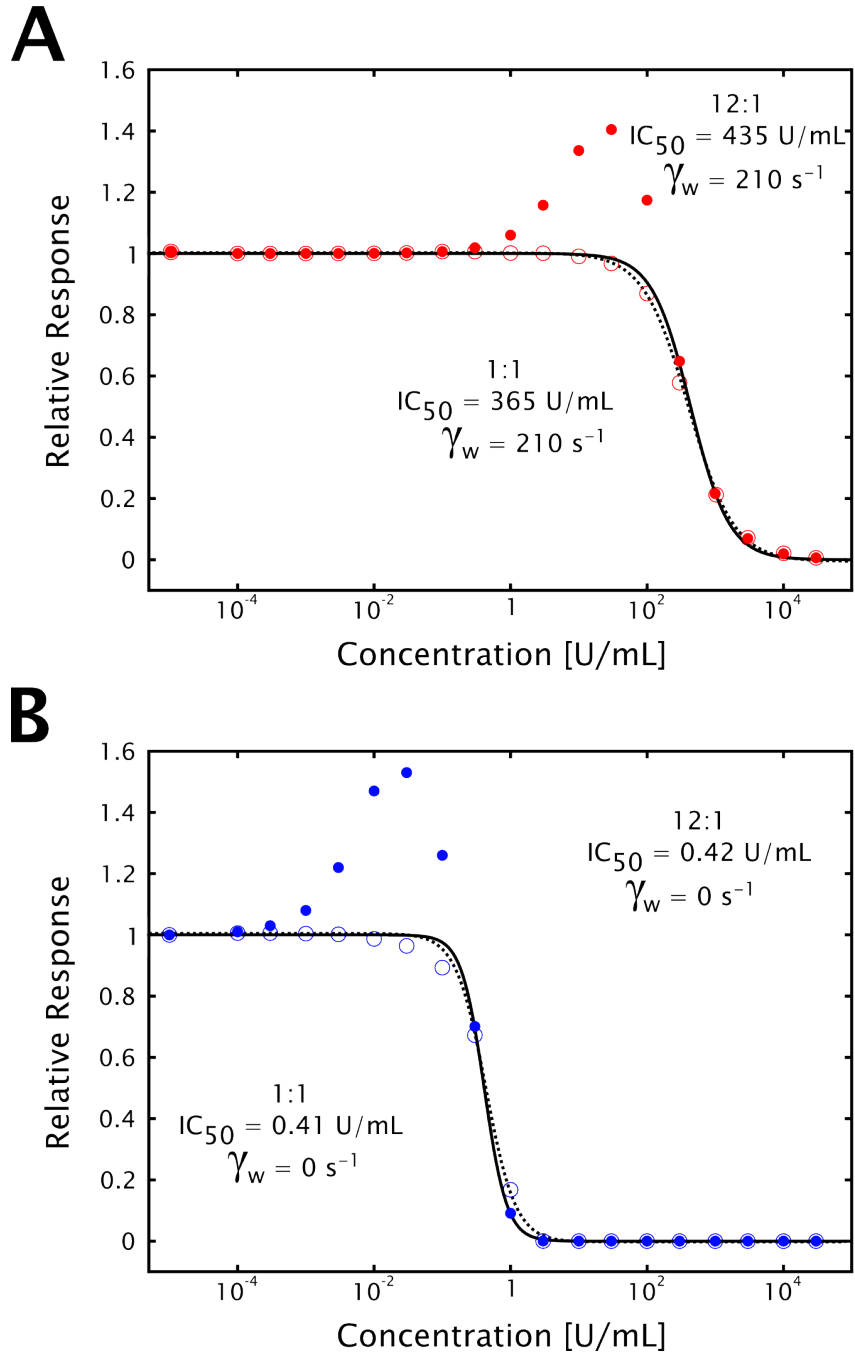 A
1.6
1.4
1.2
1
0.8
0.6
0.4
0.2
0
Relative Response
12:1
IC50 = 435 U/mL
γw = 210 s−1
1:1
IC50 = 365 U/mL
γw = 210 s−1
10−4 10−2 1 102 104
Concentration [U/mL]
B
1.6
1.4
1.2
1
0.8
0.6
0.4
0.2
0
Relative Response
12:1
IC50 = 0.42 U/mL
γw = 0 s−1
1:1
IC50 = 0.41 U/mL
γw = 0 s−1
10−4 10−2 1 102 104
Concentration [U/mL]